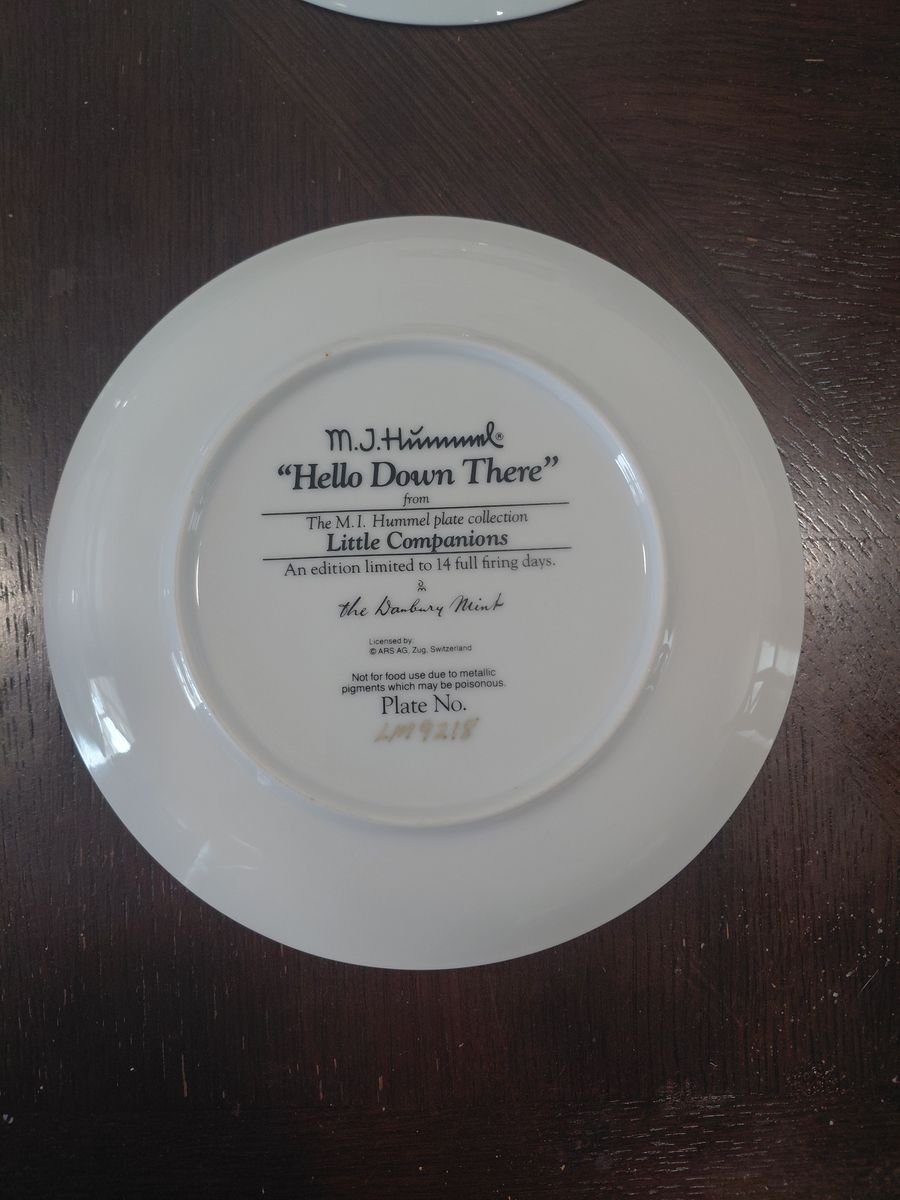 M.J.Hümmel®
“Hello Down There”
from
The M.I. Hummel plate collection
Little Companions
An edition limited to 14 full firing days.
the Danbury Mint
Licensed by:
© ARS AG, Zug, Switzerland
Not for food use due to metallic
pigments which may be poisonous.
Plate No.
LM9218